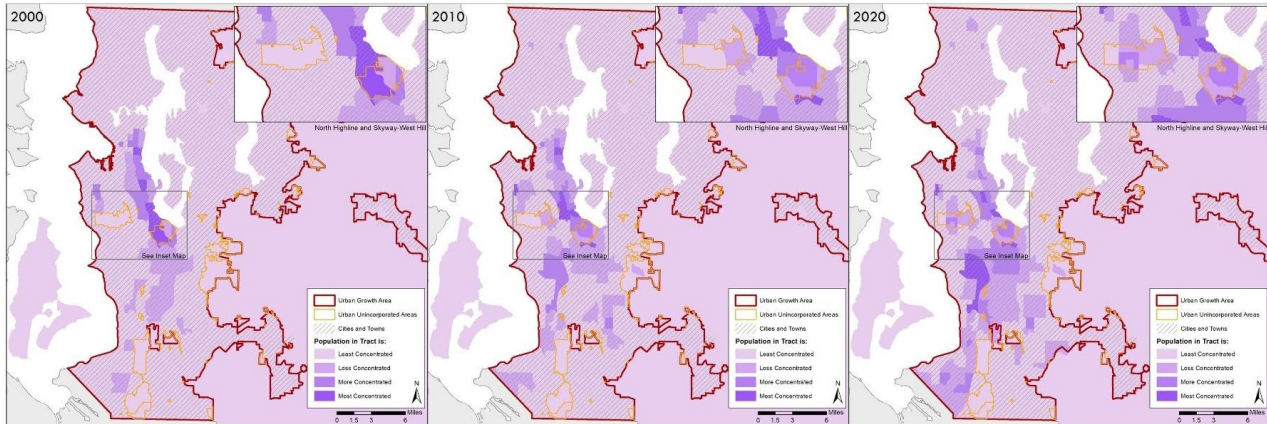 2000
North Highline and Skyway-West Hill
See Inset Map
Urban Growth Area
Urban Unincorporated Areas
Cities and Towns
Population in Tract is:
Least Concentrated
Less Concentrated
More Concentrated
Most Concentrated
N
Miles
0 1.5 3 6
2010
North Highline and Skyway-West Hill
See Inset Map
Urban Growth Area
Urban Unincorporated Areas
Cities and Towns
Population in Tract is:
Least Concentrated
Less Concentrated
More Concentrated
Most Concentrated
N
Miles
0 1.5 3 6
2020
North Highline and Skyway-West Hill
See Inset Map
Urban Growth Area
Urban Unincorporated Areas
Cities and Towns
Population in Tract is:
Least Concentrated
Less Concentrated
More Concentrated
Most Concentrated
N
Miles
0 1.5 3 6